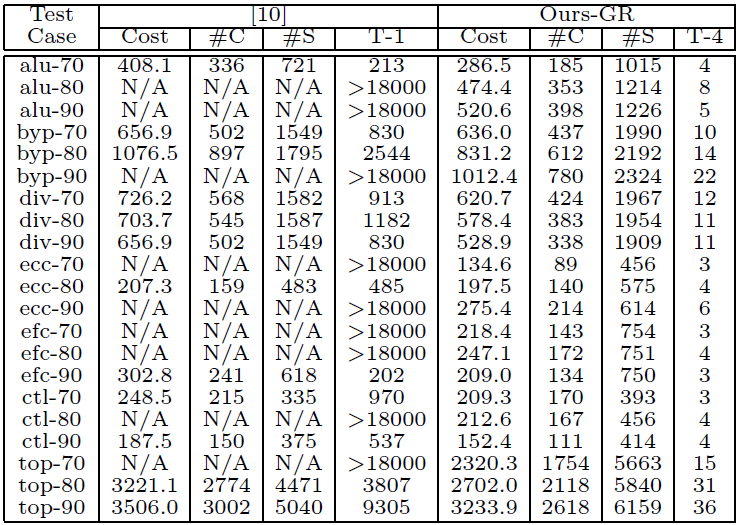 Test [10] Ours-GR
Case Cost #C #S T-1 Cost #C #S T-4
alu-70 408.1 336 721 213 286.5 185 1015 4
alu-80 N/A N/A N/A >18000 474.4 353 1214 8
alu-90 N/A N/A N/A >18000 520.6 398 1226 5
byp-70 656.9 502 1549 830 636.0 437 1990 10
byp-80 1076.5 897 1795 2544 831.2 612 2192 14
byp-90 N/A N/A N/A >18000 1012.4 780 2324 22
div-70 726.2 568 1582 913 620.7 424 1967 12
div-80 703.7 545 1587 1182 578.4 383 1954 11
div-90 656.9 502 1549 830 528.9 338 1909 11
ecc-70 N/A N/A N/A >18000 134.6 89 456 3
ecc-80 207.3 159 483 485 197.5 140 575 4
ecc-90 N/A N/A N/A >18000 275.4 214 614 6
efc-70 N/A N/A N/A >18000 218.4 143 754 3
efc-80 N/A N/A N/A >18000 247.1 172 751 4
efc-90 302.8 241 618 202 209.0 134 750 3
ctl-70 248.5 215 335 970 209.3 170 393 3
ctl-80 N/A N/A N/A >18000 212.6 167 456 4
ctl-90 187.5 150 375 537 152.4 111 414 4
top-70 N/A N/A N/A >18000 2320.3 1754 5663 15
top-80 3221.1 2774 4471 3807 2702.0 2118 5840 31
top-90 3506.0 3002 5040 9305 3233.9 2618 6159 36